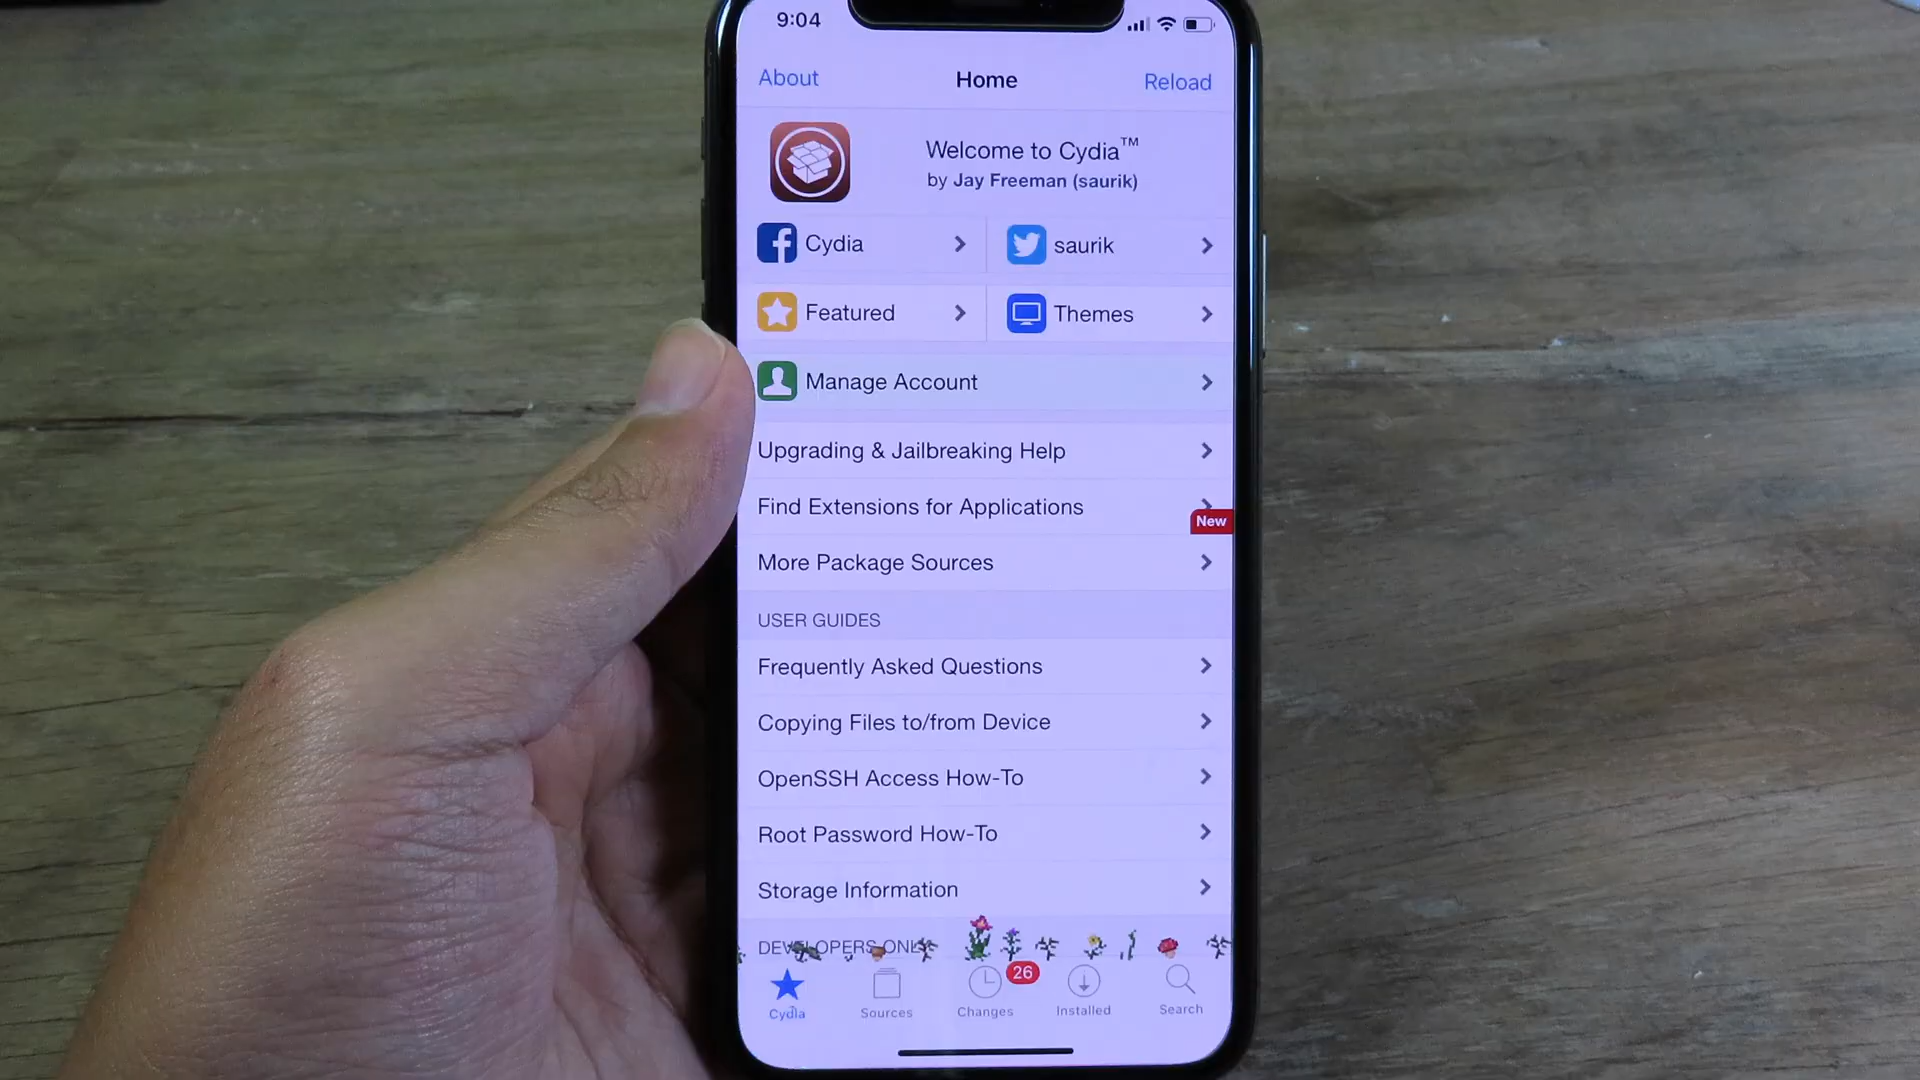 9:04
About Home Reload
Welcome to Cydia™
by Jay Freeman (saurik)
Cydia saurik
Featured Themes
Manage Account
Upgrading & Jailbreaking Help
Find Extensions for Applications
New
More Package Sources
USER GUIDES
Frequently Asked Questions
Copying Files to/from Device
OpenSSH Access How-To
Root Password How-To
Storage Information
DEVELOPERS ONLY
26
Cydia Sources Changes Installed Search